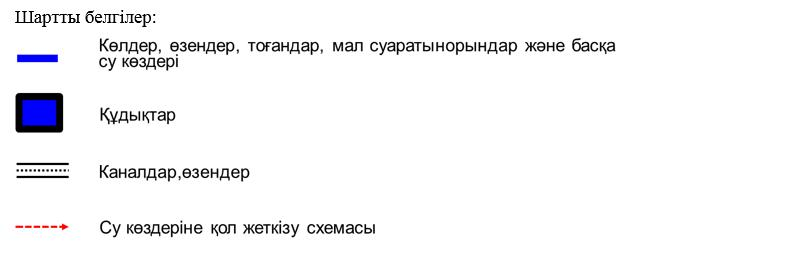 Шартты белгілер:
Көлдер, өзендер, тоғандар, мал суаратынорындар және басқа
су көздері
Құдықтар
Каналдар,өзендер
Су көздеріне қол жеткізу схемасы